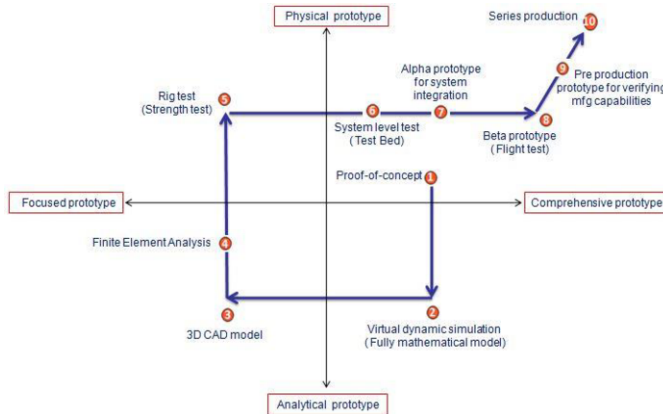 Physical prototype
Series production
10
9
Pre production
prototype for verifying
mfg capabilities
Alpha prototype
for system
integration
Rig test
(Strength test)
5
6
7
8
System level test
( Test Bed)
Beta prototype
( Flight test)
Proof-of-concept
1
Focused prototype
Comprehensive prototype
Finite Element Analysis
4
3
2
3D CAD model
Virtual dynamic simulation
( Fully mathematical model)
Analytical prototype